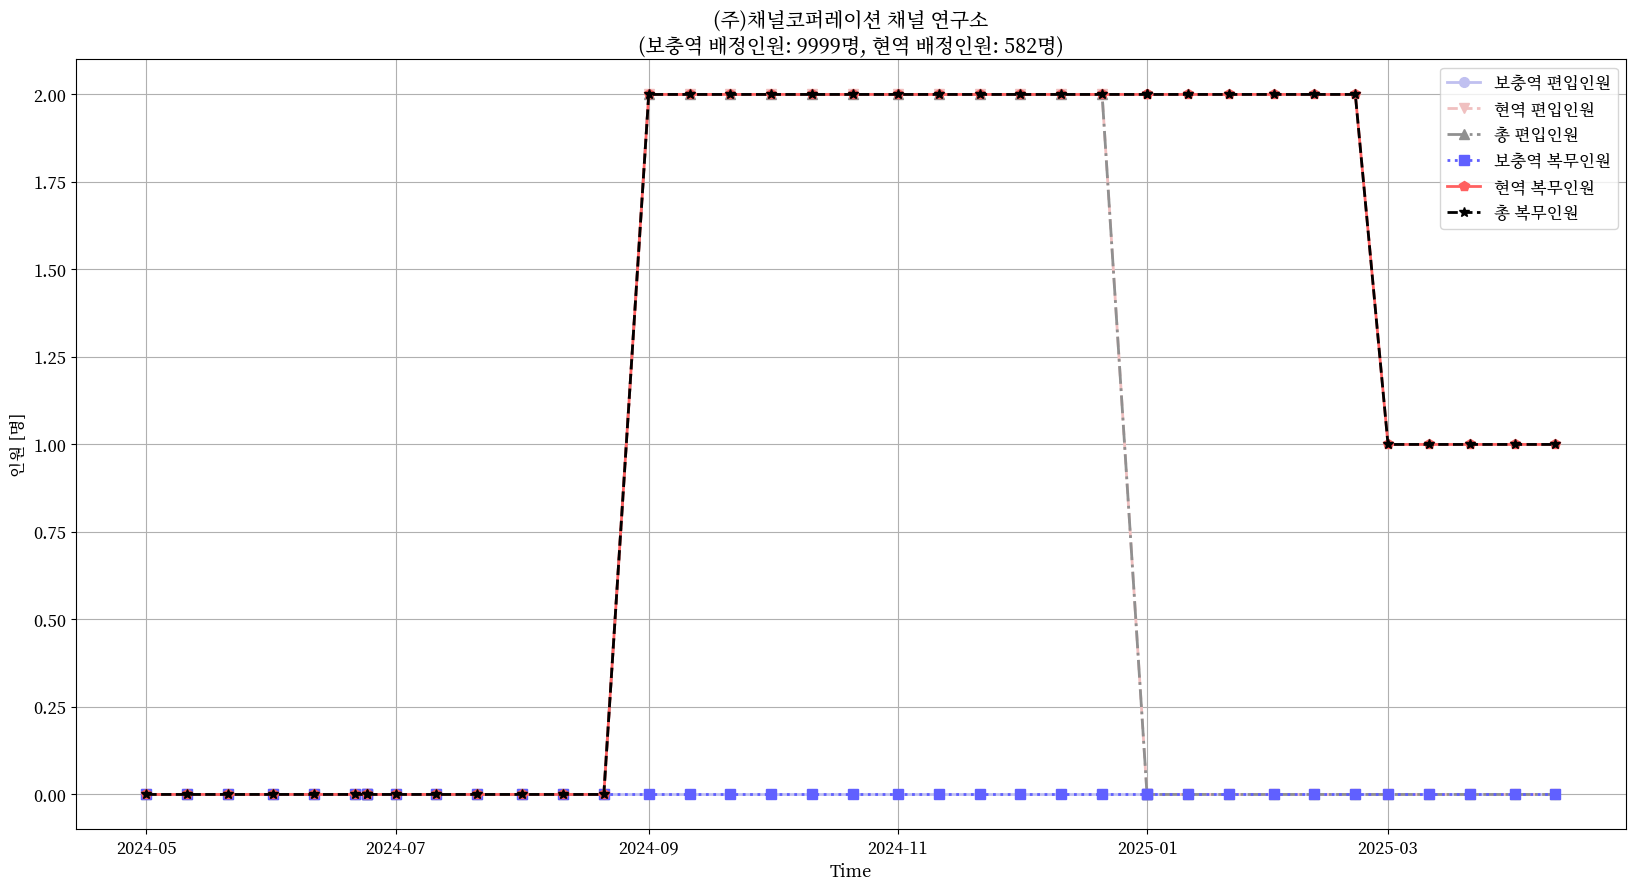 (주)채널코퍼레이션 채널 연구소
(보충역 배정인원: 9999명, 현역 배정인원: 582명)
보충역 편입인원
현역 편입인원
총 편입인원
보충역 복무인원
현역 복무인원
총 복무인원
2.00
1.75
1.50
1.25
1.00
0.75
0.50
0.25
0.00
인원 [명]
2024-05 2024-07 2024-09 2024-11 2025-01 2025-03
Time